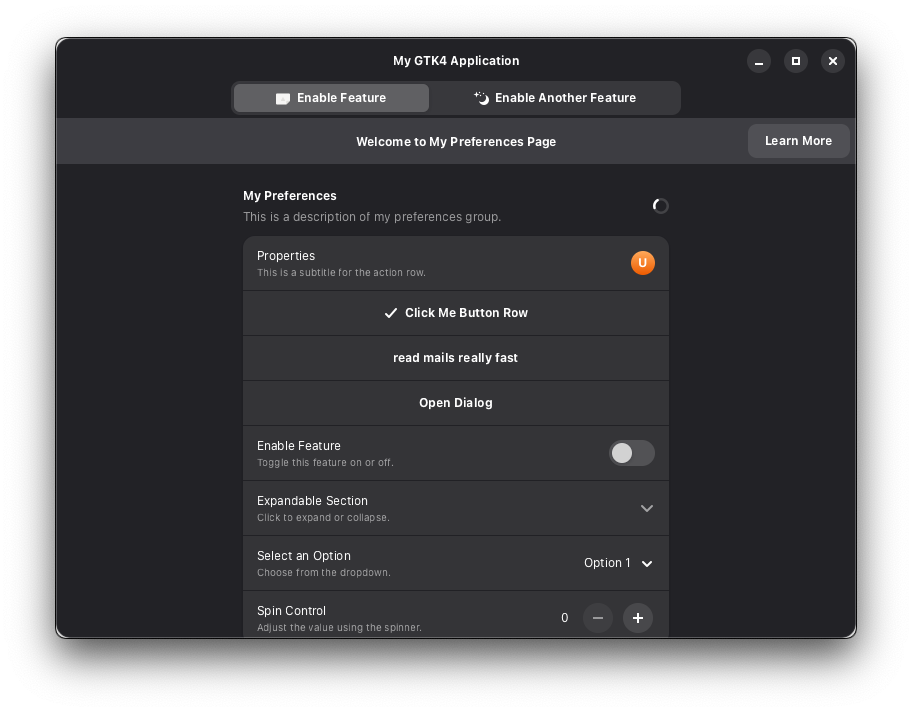 My GTK4 Application
Enable Feature
Enable Another Feature
Welcome to My Preferences Page
Learn More
My Preferences
This is a description of my preferences group.
Properties
This is a subtitle for the action row.
U
Click Me Button Row
read mails really fast
Open Dialog
Enable Feature
Toggle this feature on or off.
Expandable Section
Click to expand or collapse.
Select an Option
Choose from the dropdown.
Option 1
Spin Control
Adjust the value using the spinner.
0